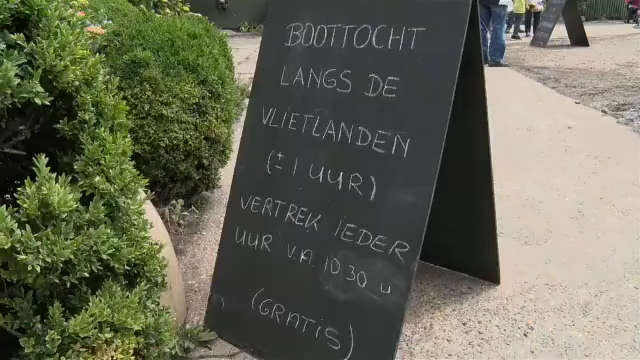 BOOTTOCHT
LANGS DE
VLIETLANDEN
(± 1 UUR)
VERTREK IEDER
UUR V.A 10 30 u
(GRATIS)